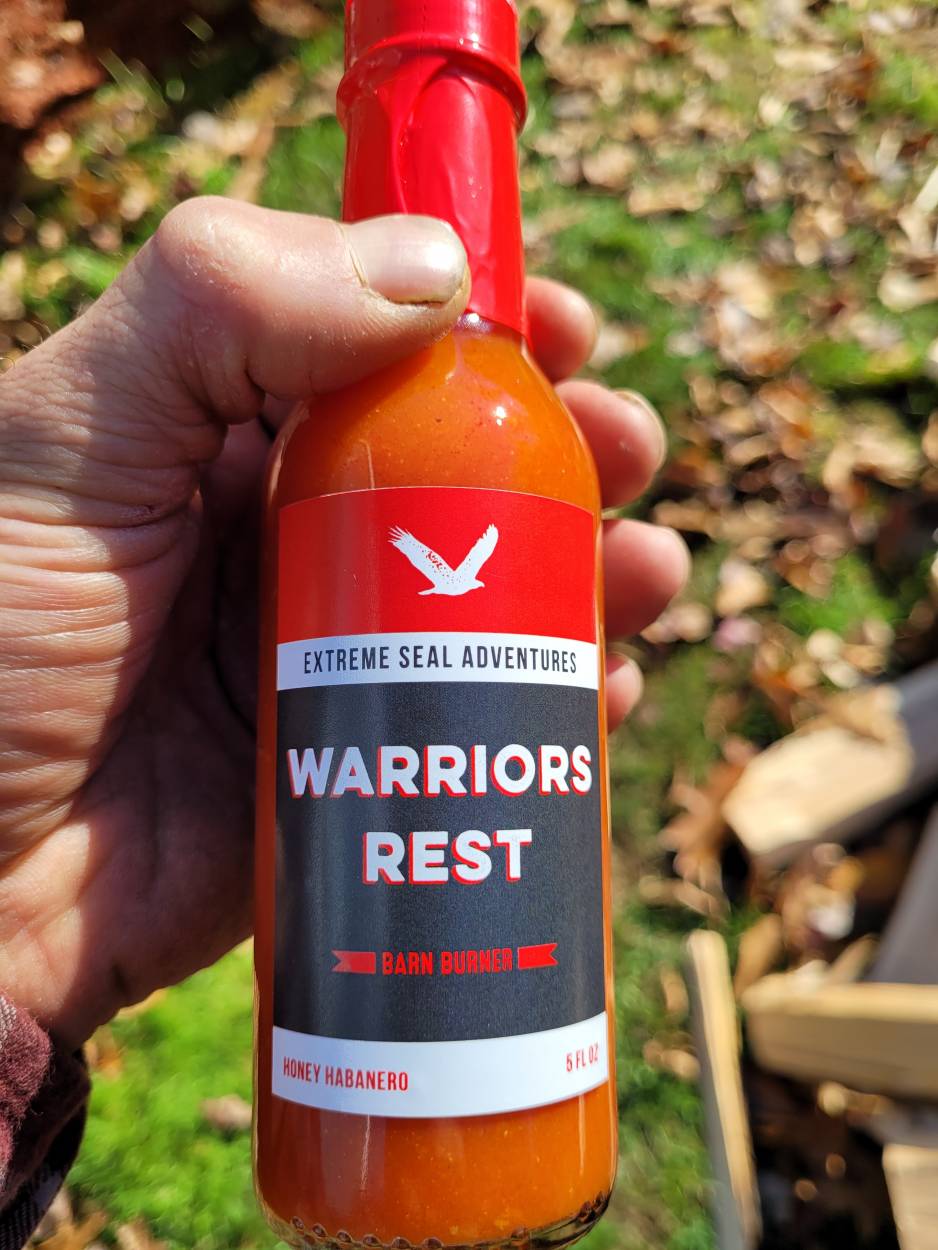 EXTREME SEAL ADVENTURES
WARRIORS
REST
BARN BURNER
HONEY HABANERO
5 FL OZ